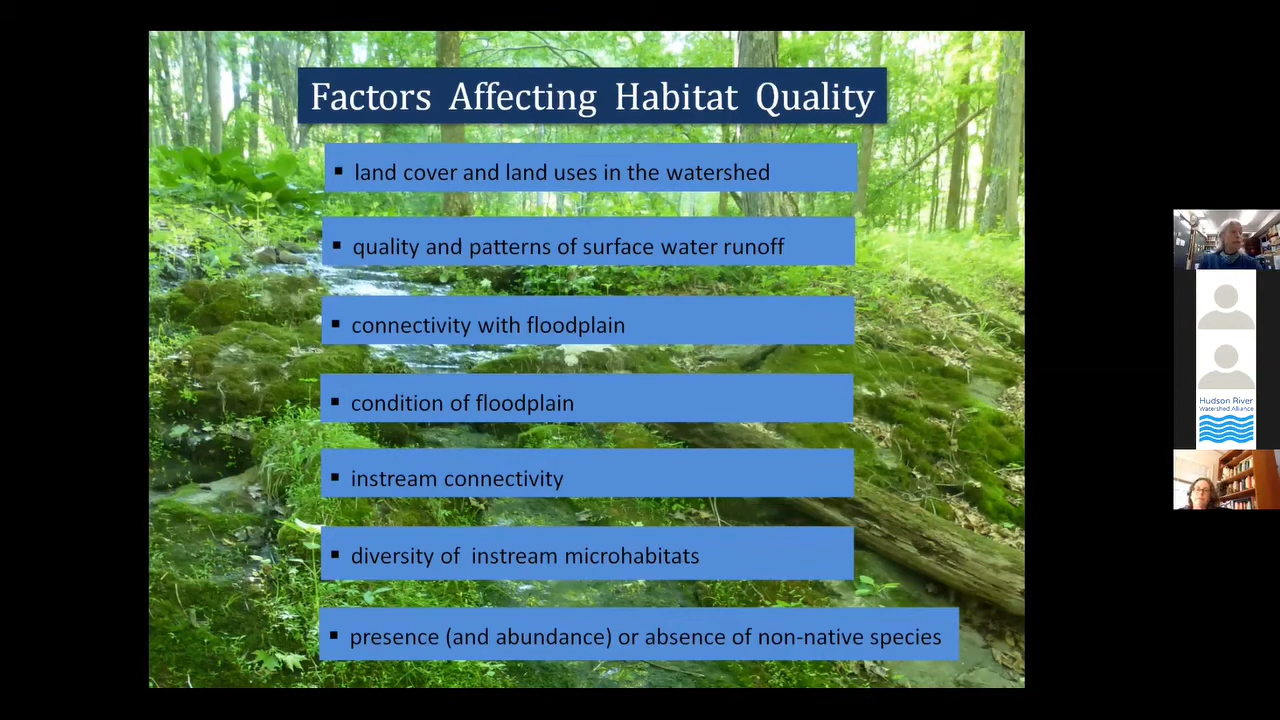 Factors Affecting Habitat Quality
▪ land cover and land uses in the watershed
▪ quality and patterns of surface water runoff
▪ connectivity with floodplain
▪ condition of floodplain
▪ instream connectivity
▪ diversity of instream microhabitats
▪ presence (and abundance) or absence of non-native species
Hudson River
Watershed Alliance